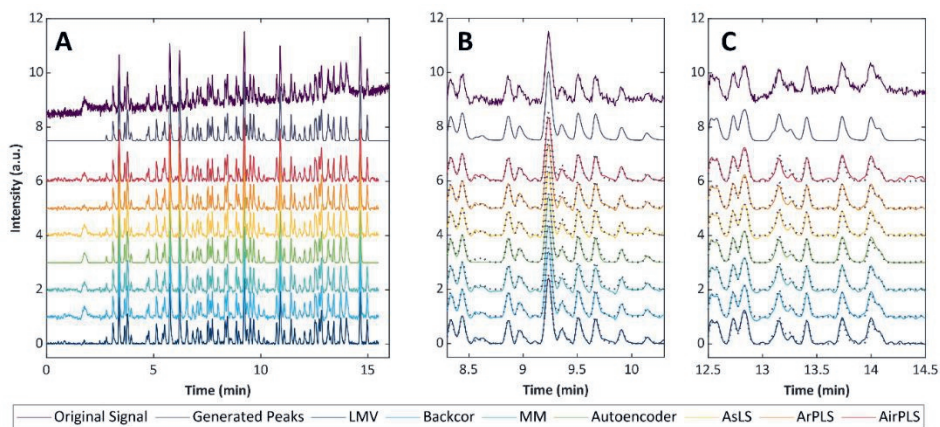 A
B
C
12
12
12
10
10
10
8
8
8
6
6
6
4
4
4
2
2
2
0
0
0
Intensity (a.u.)
0 5 10 15
8.5 9 9.5 10
12.5 13 13.5 14 14.5
Time (min) Time (min) Time (min)
Original Signal Generated Peaks LMV Backcor MM Autoencoder AsLS ArPLS AirPLS